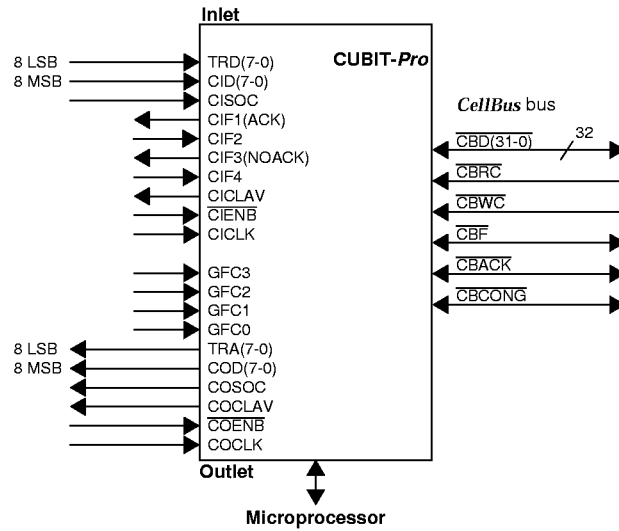 Inlet
CUBIT-Pro
8 LSB TRD(7-0)
8 MSB CID(7-0)
CISOC
CIF1(ACK)
CIF2
CIF3(NOACK)
CIF4
CICLAV
CIENB
CICLK
GFC3
GFC2
GFC1
GFC0
8 LSB TRA(7-0)
8 MSB COD(7-0)
COSOC
COCLAV
COENB
COCLK
Outlet
CellBus bus
CBD(31-0) 32
CBRC
CBWC
CBF
CBACK
CBCONG
Microprocessor